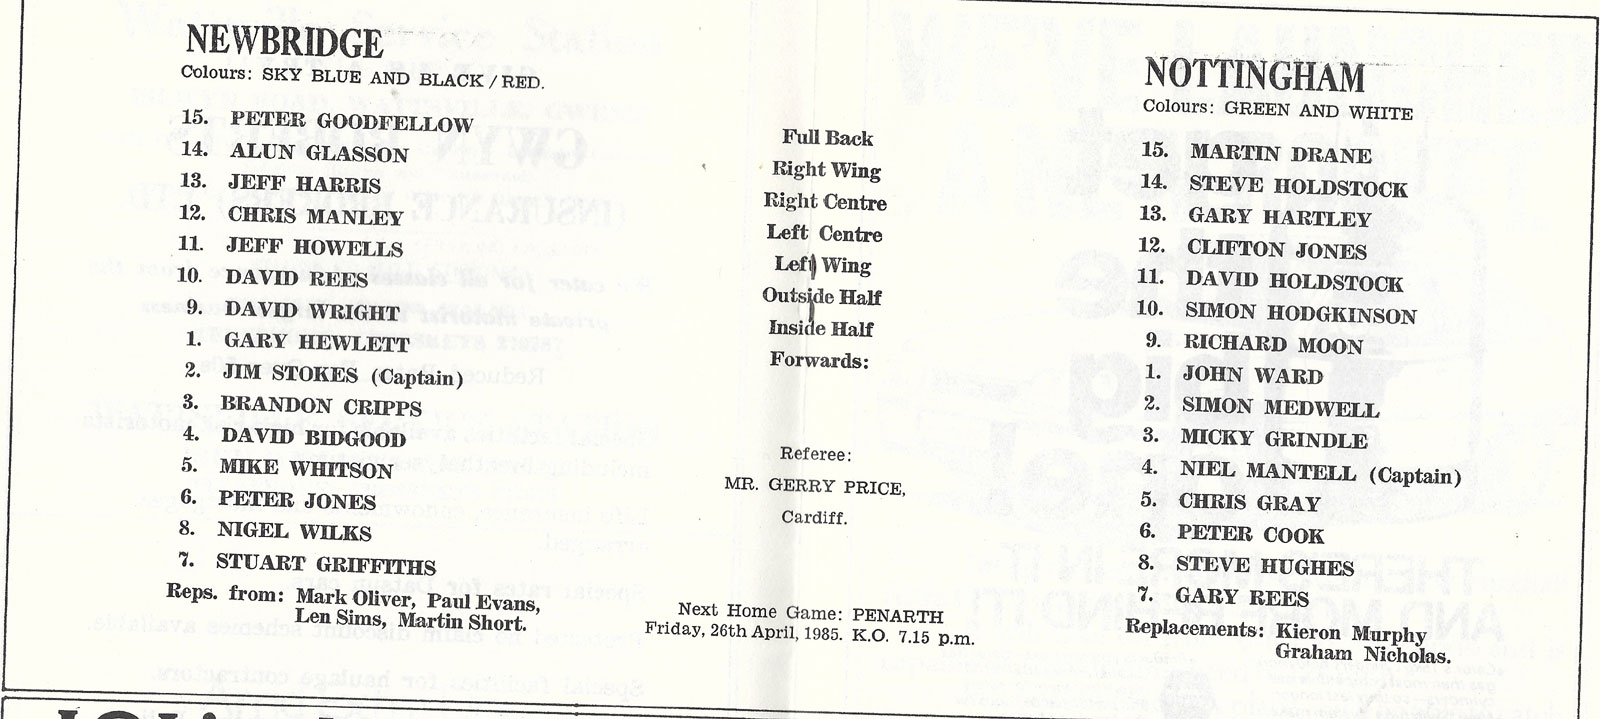 NEWBRIDGE
Colours: SKY BLUE AND BLACK / RED.
15. PETER GOODFELLOW
14. ALUN GLASSON
13. JEFF HARRIS
12. CHRIS MANLEY
11. JEFF HOWELLS
10. DAVID REES
9. DAVID WRIGHT
1. GARY HEWLETT
2. JIM STOKES (Captain)
3. BRANDON CRIPPS
4. DAVID BIDGOOD
5. MIKE WHITSON
6. PETER JONES
8. NIGEL WILKS
7. STUART GRIFFITHS
Reps. from: Mark Oliver, Paul Evans,
Len Sims, Martin Short.
Full Back
Right Wing
Right Centre
Left Centre
Left Wing
Outside Half
Inside Half
Forwards:
Referee:
MR. GERRY PRICE,
Cardiff.
Next Home Game: PENARTH
Friday, 26th April, 1985. K.O. 7.15 p.m.
NOTTINGHAM
Colours: GREEN AND WHITE
15. MARTIN DRANE
14. STEVE HOLDSTOCK
13. GARY HARTLEY
12. CLIFTON JONES
11. DAVID HOLDSTOCK
10. SIMON HODGKINSON
9. RICHARD MOON
1. JOHN WARD
2. SIMON MEDWELL
3. MICKY GRINDLE
4. NIEL MANTELL (Captain)
5. CHRIS GRAY
6. PETER COOK
8. STEVE HUGHES
7. GARY REES
Replacements: Kieron Murphy
Graham Nicholas.